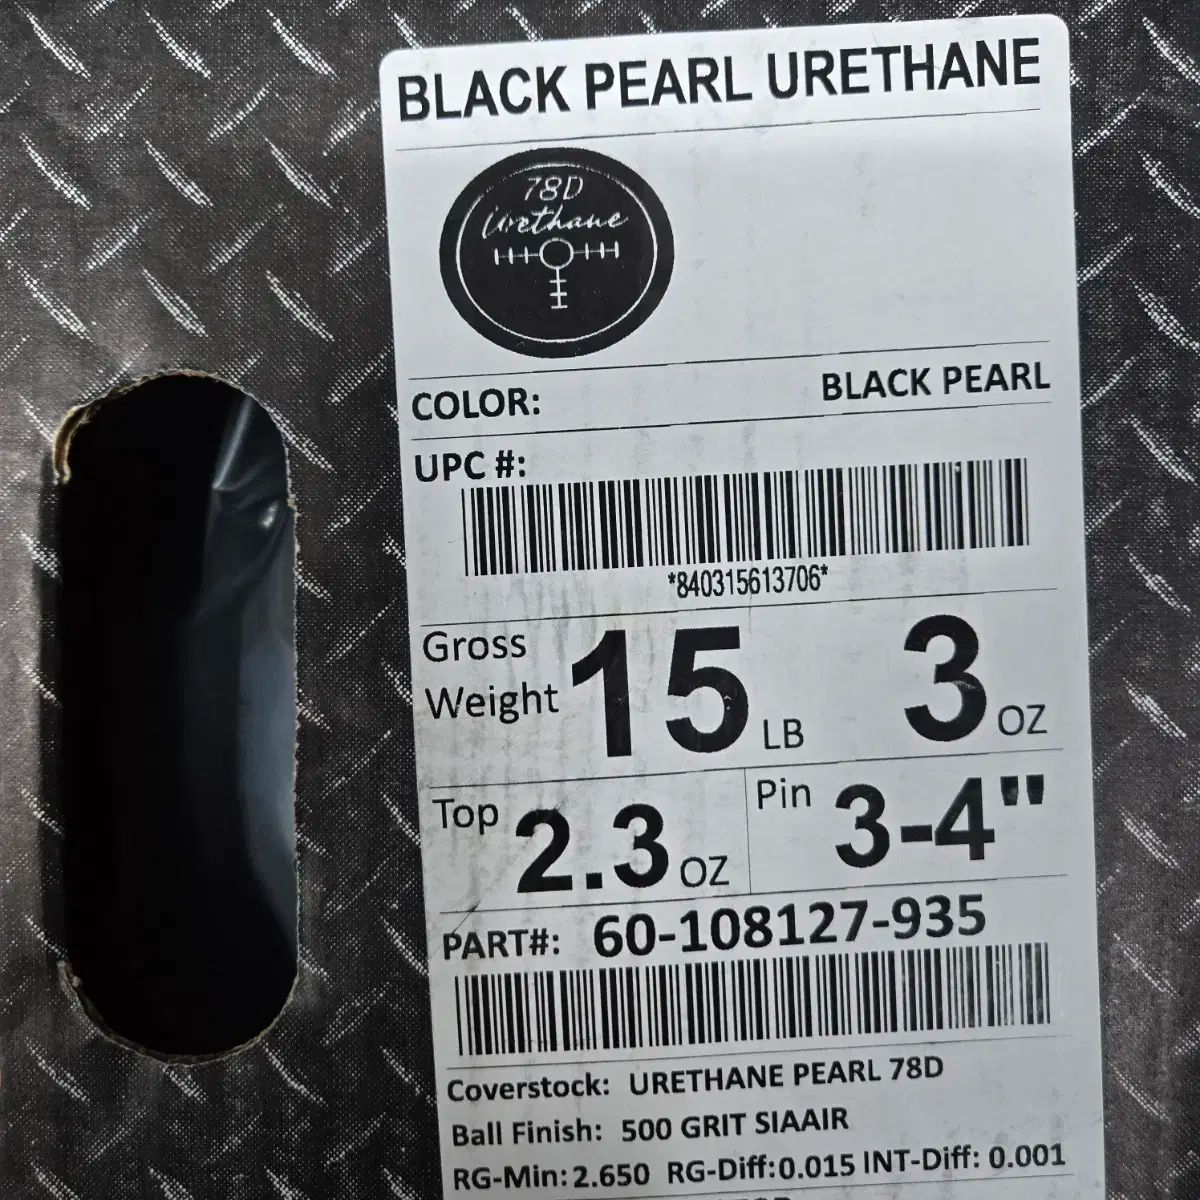 BLACK PEARL URETHANE
78D
Urethane
COLOR: BLACK PEARL
UPC #:
*840315613706*
Gross Weight 15 LB 3 OZ
Top 2.3 OZ Pin 3-4"
PART#: 60-108127-935
Coverstock: URETHANE PEARL 78D
Ball Finish: 500 GRIT SIAAIR
RG-Min: 2.650 RG-Diff: 0.015 INT-Diff: 0.001